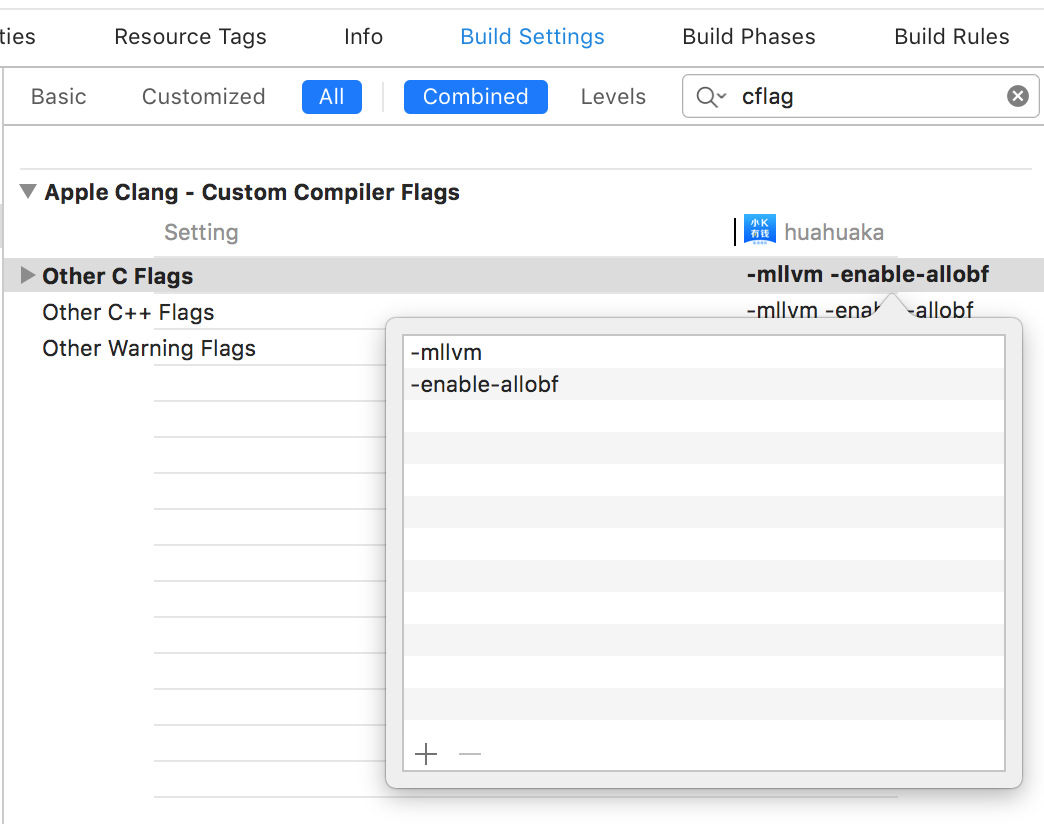 ties Resource Tags Info Build Settings Build Phases Build Rules
Basic Customized All Combined Levels cflag
Apple Clang - Custom Compiler Flags
Setting 小K 有钱 huahuaka
Other C Flags -mllvm -enable-allobf
Other C++ Flags -mllvm -enab -allobf
Other Warning Flags
-mllvm
-enable-allobf